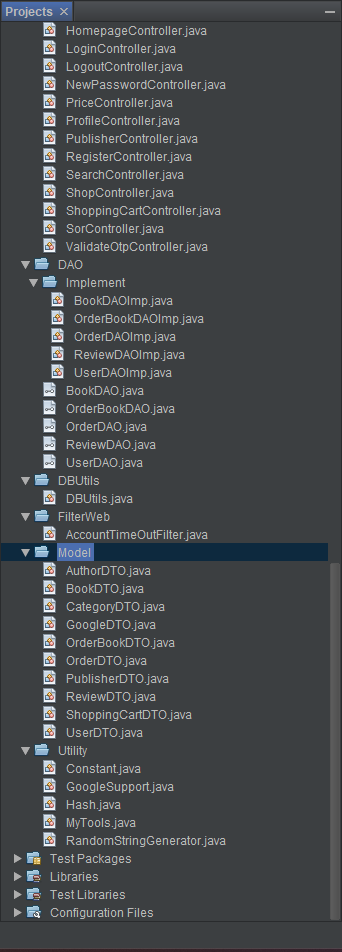 Projects
HomepageController.java
LoginController.java
LogoutController.java
NewPasswordController.java
PriceController.java
ProfileController.java
PublisherController.java
RegisterController.java
SearchController.java
ShopController.java
ShoppingCartController.java
SorController.java
ValidateOtpController.java
DAO
Implement
BookDAOImp.java
OrderBookDAOImp.java
OrderDAOImp.java
ReviewDAOImp.java
UserDAOImp.java
BookDAO.java
OrderBookDAO.java
OrderDAO.java
ReviewDAO.java
UserDAO.java
DBUtils
DBUtils.java
FilterWeb
AccountTimeOutFilter.java
Model
AuthorDTO.java
BookDTO.java
CategoryDTO.java
GoogleDTO.java
OrderBookDTO.java
OrderDTO.java
PublisherDTO.java
ReviewDTO.java
ShoppingCartDTO.java
UserDTO.java
Utility
Constant.java
GoogleSupport.java
Hash.java
MyTools.java
RandomStringGenerator.java
Test Packages
Libraries
Test Libraries
Configuration Files